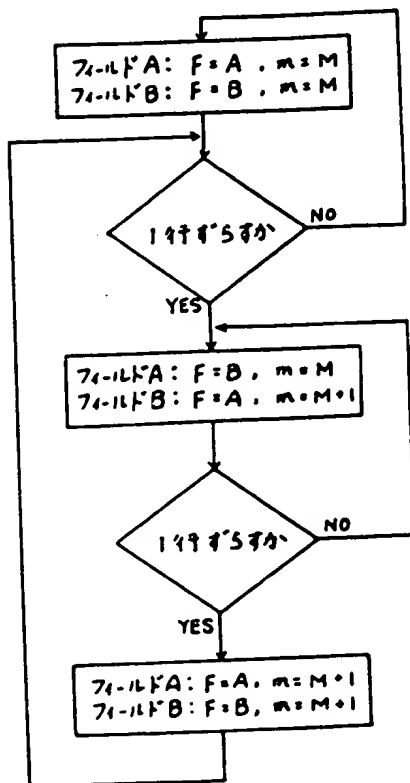 フィールドA: F=A, m=M
フィールドB: F=B, m=M
1行ずらすか
NO
YES
フィールドA: F=B, m=M
フィールドB: F=A, m=M+1
1行ずらすか
NO
YES
フィールドA: F=A, m=M+1
フィールドB: F=B, m=M+1